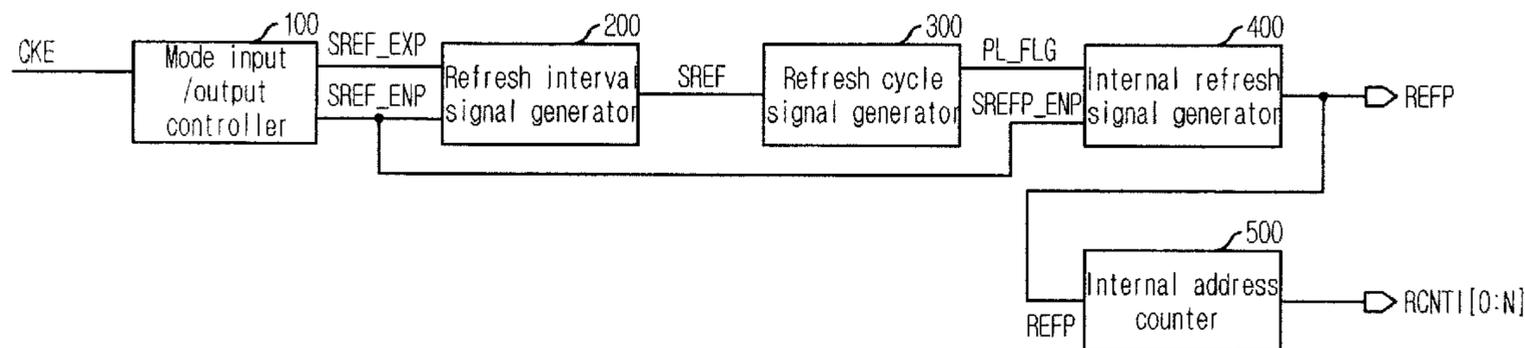 100
200
300
400
CKE
Mode input
/output
controller
SREF_EXP
SREF_ENP
Refresh interval
signal generator
SREF
Refresh cycle
signal generator
PL_FLG
SREFP_ENP
Internal refresh
signal generator
REFP
500
REFP
Internal address
counter
RCNTI[0:N]